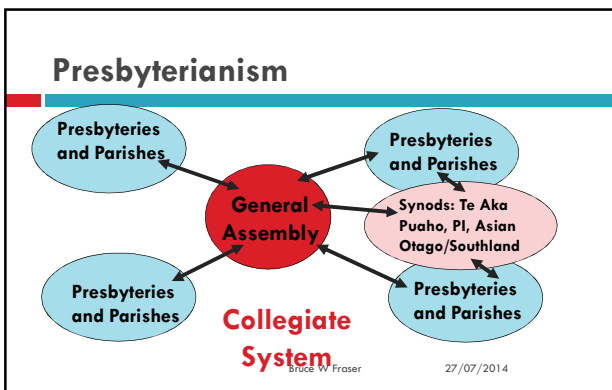 Presbyterianism
Presbyteries
and Parishes
Presbyteries
and Parishes
General
Assembly
Synods: Te Aka
Puaho, PI, Asian
Otago/Southland
Presbyteries
and Parishes
Presbyteries
and Parishes
Collegiate
System
Bruce W Fraser
27/07/2014